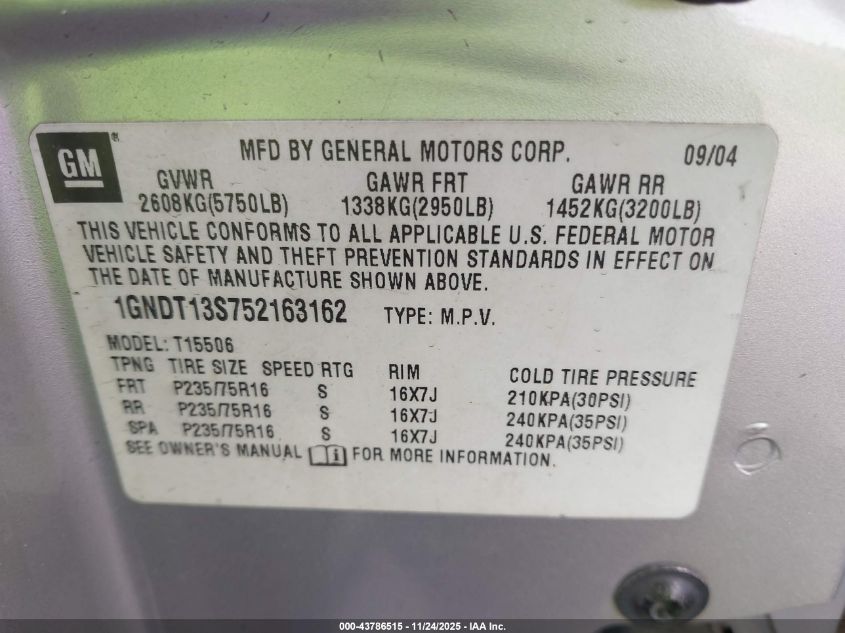 GM®
MFD BY GENERAL MOTORS CORP. 09/04
GVWR GAWR FRT GAWR RR
2608KG(5750LB) 1338KG(2950LB) 1452KG(3200LB)
THIS VEHICLE CONFORMS TO ALL APPLICABLE U.S. FEDERAL MOTOR
VEHICLE SAFETY AND THEFT PREVENTION STANDARDS IN EFFECT ON
THE DATE OF MANUFACTURE SHOWN ABOVE.
1GNDT13S752163162 TYPE: M.P.V.
MODEL: T15506
TPNG TIRE SIZE SPEED RTG RIM COLD TIRE PRESSURE
FRT P235/75R16 S 16X7J 210KPA(30PSI)
RR P235/75R16 S 16X7J 240KPA(35PSI)
SPA P235/75R16 S 16X7J 240KPA(35PSI)
SEE OWNER'S MANUAL i FOR MORE INFORMATION.
000-43786515 - 11/24/2025 - IAA Inc.